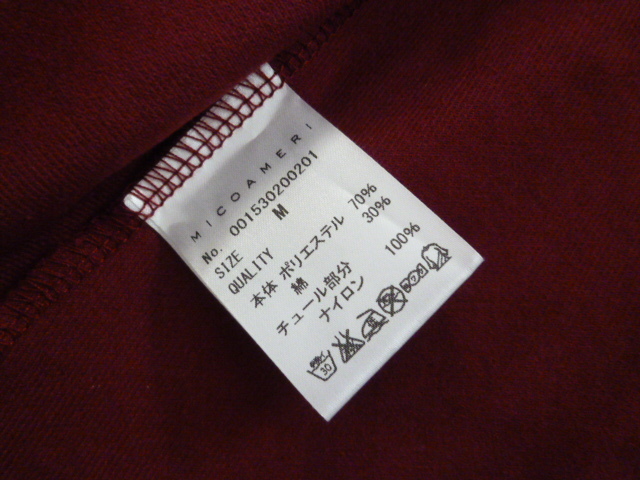 MICOAMERI
No. 001530200201
SIZE M
QUALITY
本体 ポリエステル 70%
綿 30%
チュール部分
ナイロン 100%
30